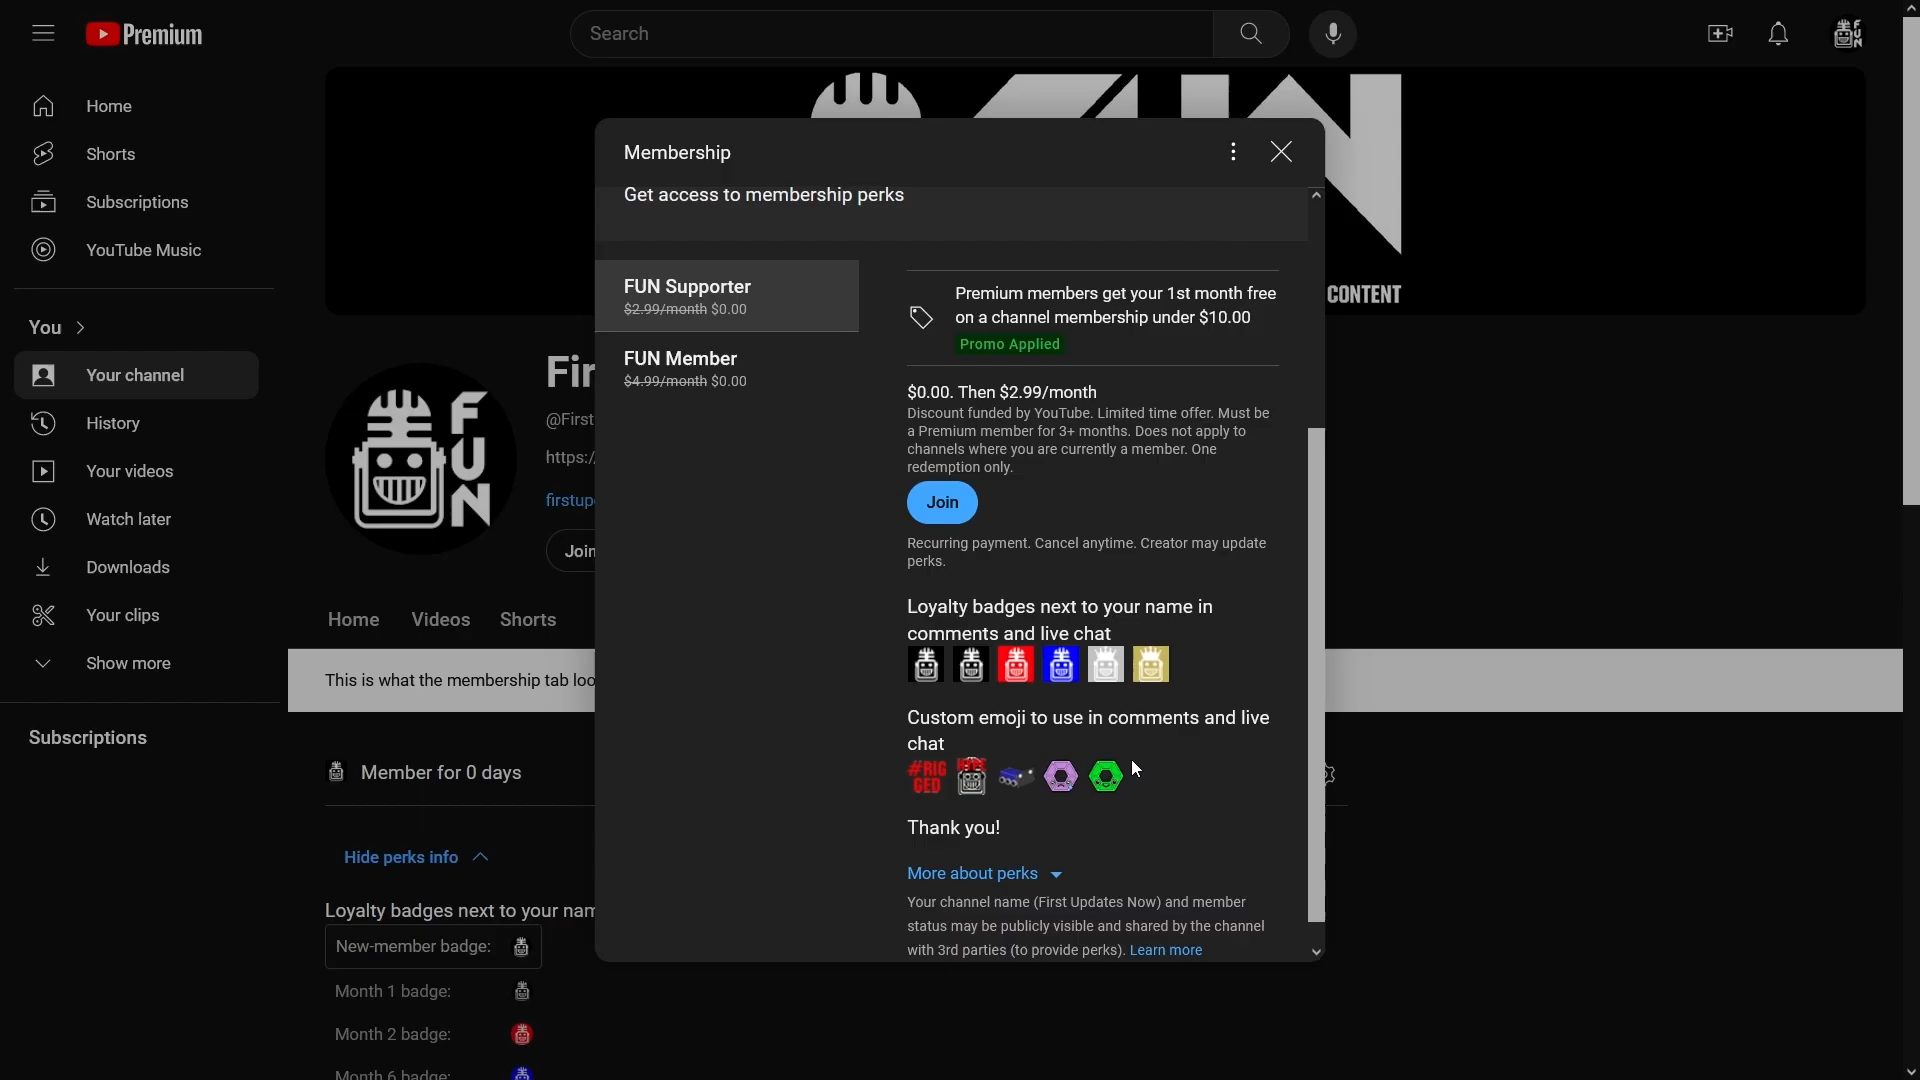 Premium
Search
Home
Shorts
Subscriptions
YouTube Music
You
Your channel
History
Your videos
Watch later
Downloads
Your clips
Show more
Subscriptions
CONTENT
FUN
Fir
@First
https:/
firstup
Join
Home Videos Shorts
This is what the membership tab loo
Member for 0 days
Hide perks info
Loyalty badges next to your nam
New-member badge:
Month 1 badge:
Month 2 badge:
Month 6 badge:
Membership
Get access to membership perks
FUN Supporter
$2.99/month $0.00
FUN Member
$4.99/month $0.00
Premium members get your 1st month free
on a channel membership under $10.00
Promo Applied
$0.00. Then $2.99/month
Discount funded by YouTube. Limited time offer. Must be
a Premium member for 3+ months. Does not apply to
channels where you are currently a member. One
redemption only.
Join
Recurring payment. Cancel anytime. Creator may update
perks.
Loyalty badges next to your name in
comments and live chat
Custom emoji to use in comments and live
chat
#RIG
GED
HYPE
Thank you!
More about perks
Your channel name (First Updates Now) and member
status may be publicly visible and shared by the channel
with 3rd parties (to provide perks). Learn more